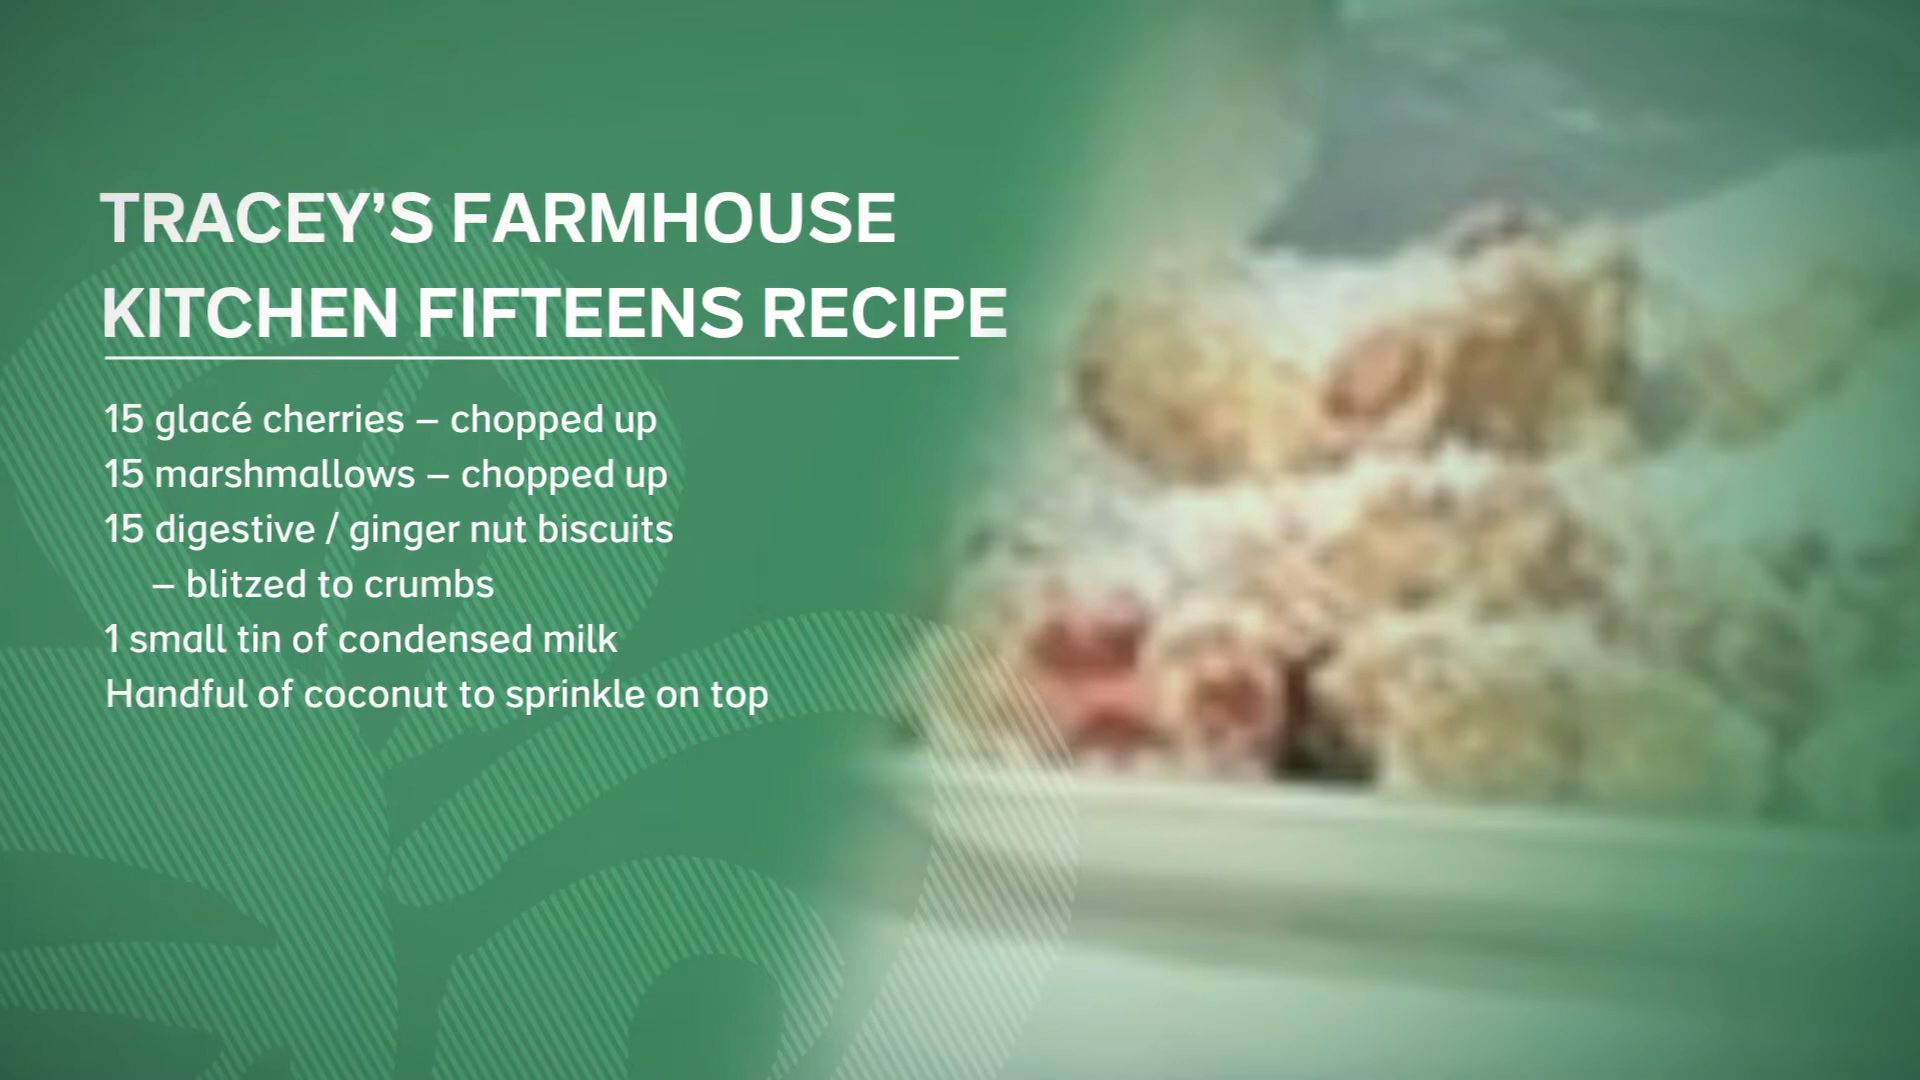 TRACEY’S FARMHOUSE
KITCHEN FIFTEENS RECIPE
15 glacé cherries – chopped up
15 marshmallows – chopped up
15 digestive / ginger nut biscuits
– blitzed to crumbs
1 small tin of condensed milk
Handful of coconut to sprinkle on top